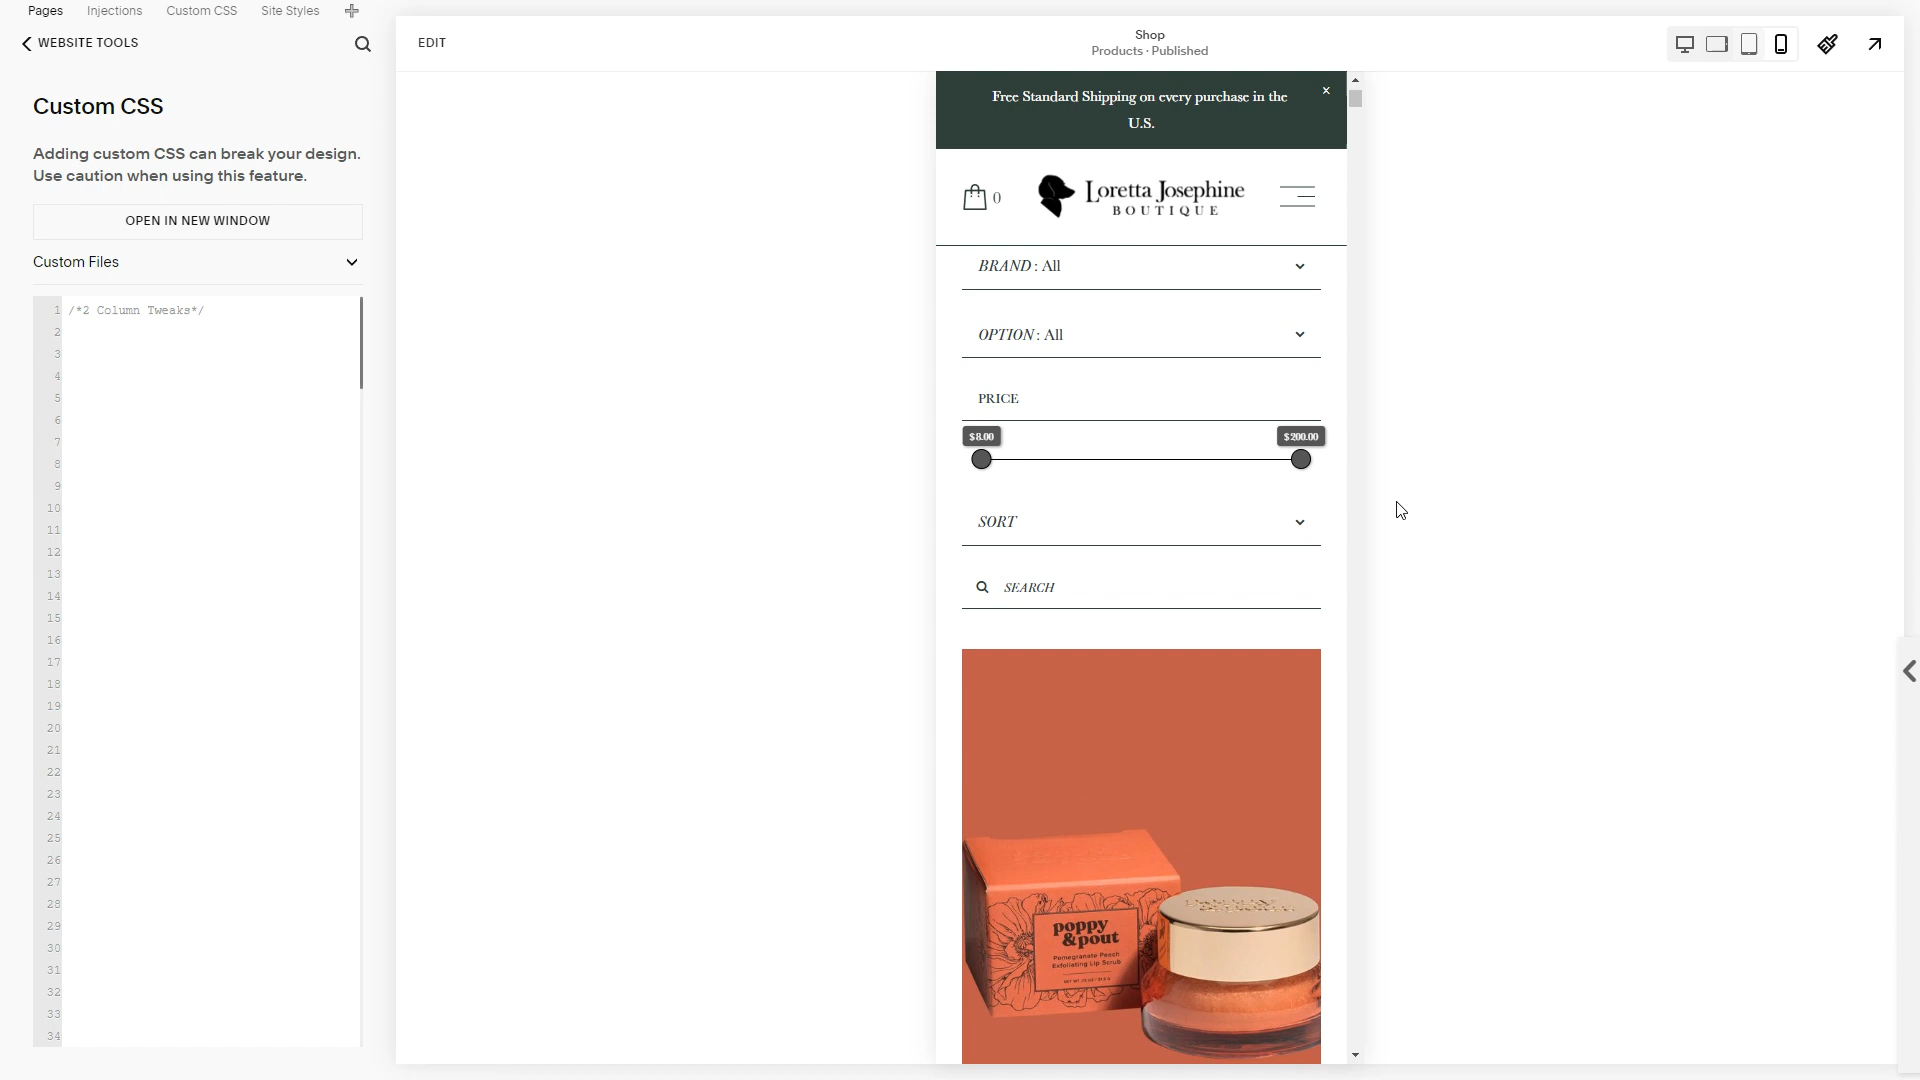 Pages Injections Custom CSS Site Styles
WEBSITE TOOLS
Custom CSS
Adding custom CSS can break your design.
Use caution when using this feature.
OPEN IN NEW WINDOW
Custom Files
1 /*2 Column Tweaks*/
2
3
4
5
6
7
8
9
10
11
12
13
14
15
16
17
18
19
20
21
22
23
24
25
26
27
28
29
30
31
32
33
34
EDIT
Shop
Products · Published
Free Standard Shipping on every purchase in the
U.S.
×
0
Loretta Josephine
BOUTIQUE
BRAND: All
OPTION: All
PRICE
$8.00 $200.00
SORT
SEARCH
poppy
&pout
Pomegranate Peach
Exfoliating Lip Scrub